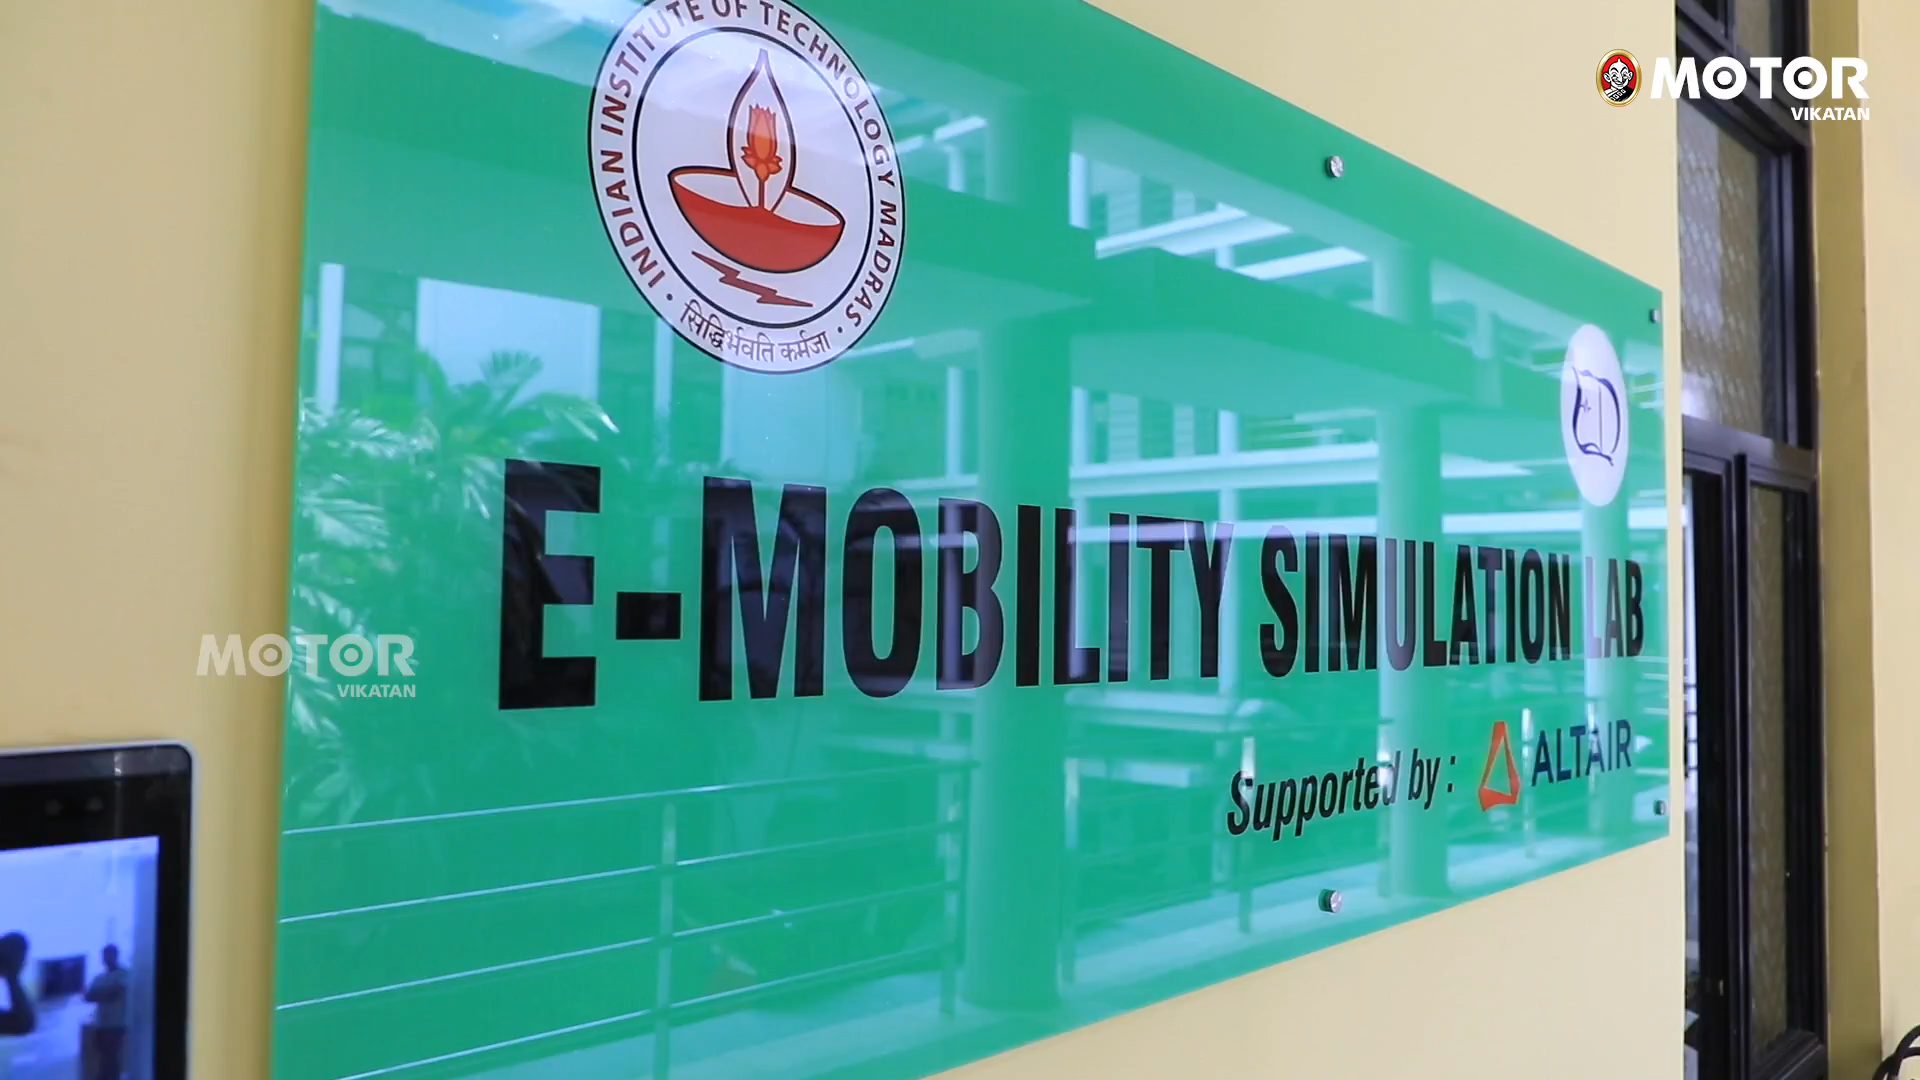 INDIAN INSTITUTE OF TECHNOLOGY MADRAS
सिद्धिर्भवति कर्मजा
E-MOBILITY SIMULATION LAB
Supported by : ALTAIR
MOTOR
VIKATAN
MOTOR
VIKATAN